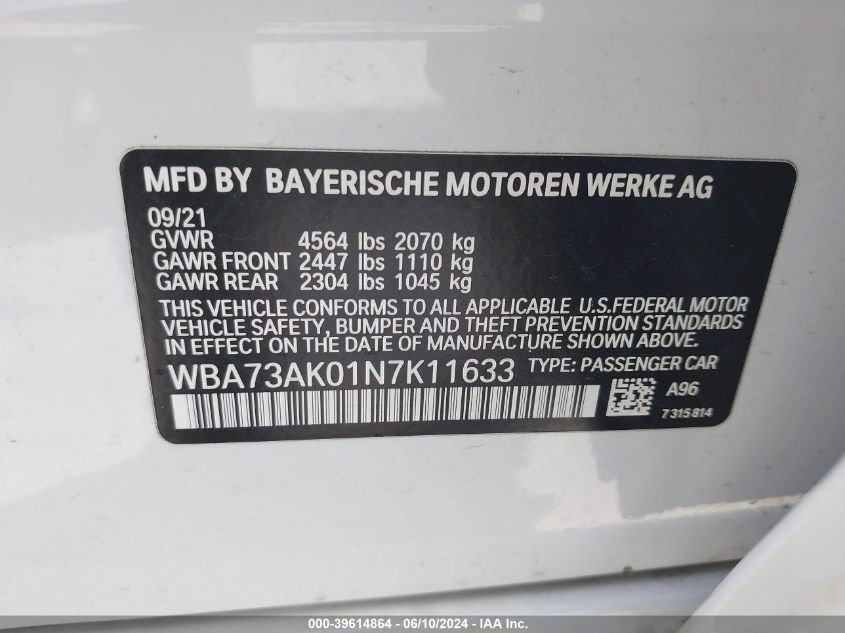 MFD BY BAYERISCHE MOTOREN WERKE AG
09/21
GVWR 4564 lbs 2070 kg
GAWR FRONT 2447 lbs 1110 kg
GAWR REAR 2304 lbs 1045 kg
THIS VEHICLE CONFORMS TO ALL APPLICABLE U.S.FEDERAL MOTOR
VEHICLE SAFETY, BUMPER AND THEFT PREVENTION STANDARDS
IN EFFECT ON THE DATE OF MANUFACTURE SHOWN ABOVE.
WBA73AK01N7K11633 TYPE: PASSENGER CAR
A96
7315814
000-39614864 - 06/10/2024 - IAA Inc.